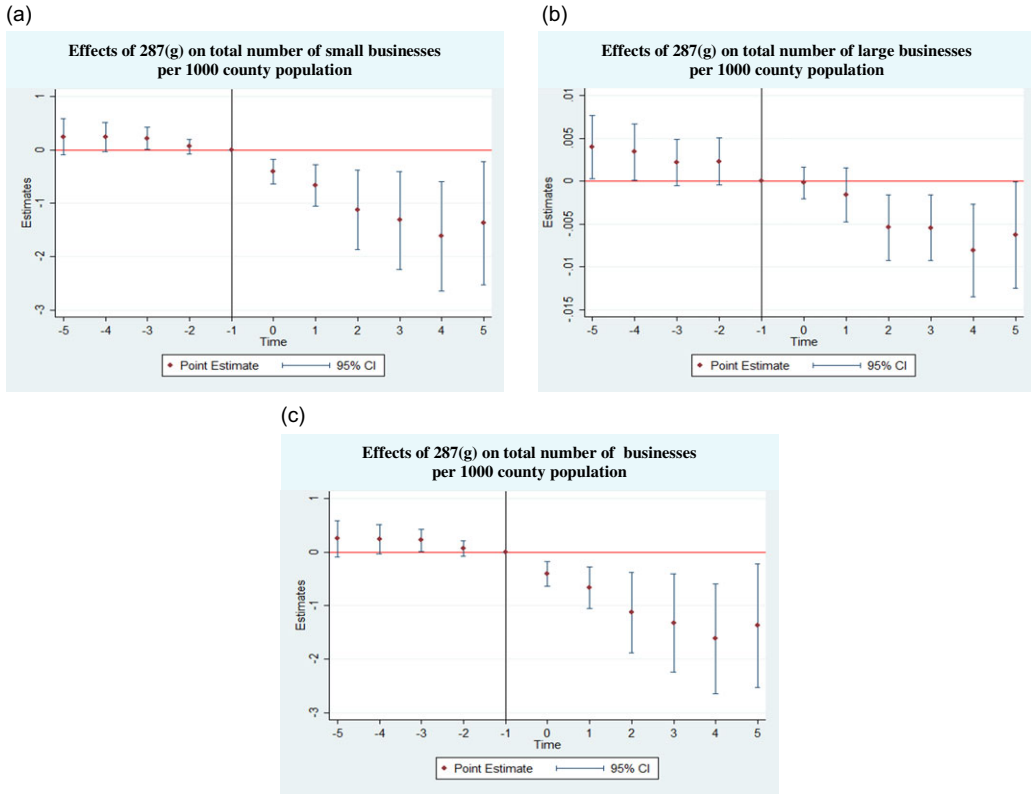 (a)
Effects of 287(g) on total number of small businesses
per 1000 county population
1
0
-1
-2
-3
Estimates
-5 -4 -3 -2 -1 0 1 2 3 4 5
Time
Point Estimate 95% CI
(b)
Effects of 287(g) on total number of large businesses
per 1000 county population
.01
.005
0
-.005
-.01
-.015
Estimates
-5 -4 -3 -2 -1 0 1 2 3 4 5
Time
Point Estimate 95% CI
(c)
Effects of 287(g) on total number of businesses
per 1000 county population
1
0
-1
-2
-3
Estimates
-5 -4 -3 -2 -1 0 1 2 3 4 5
Time
Point Estimate 95% CI